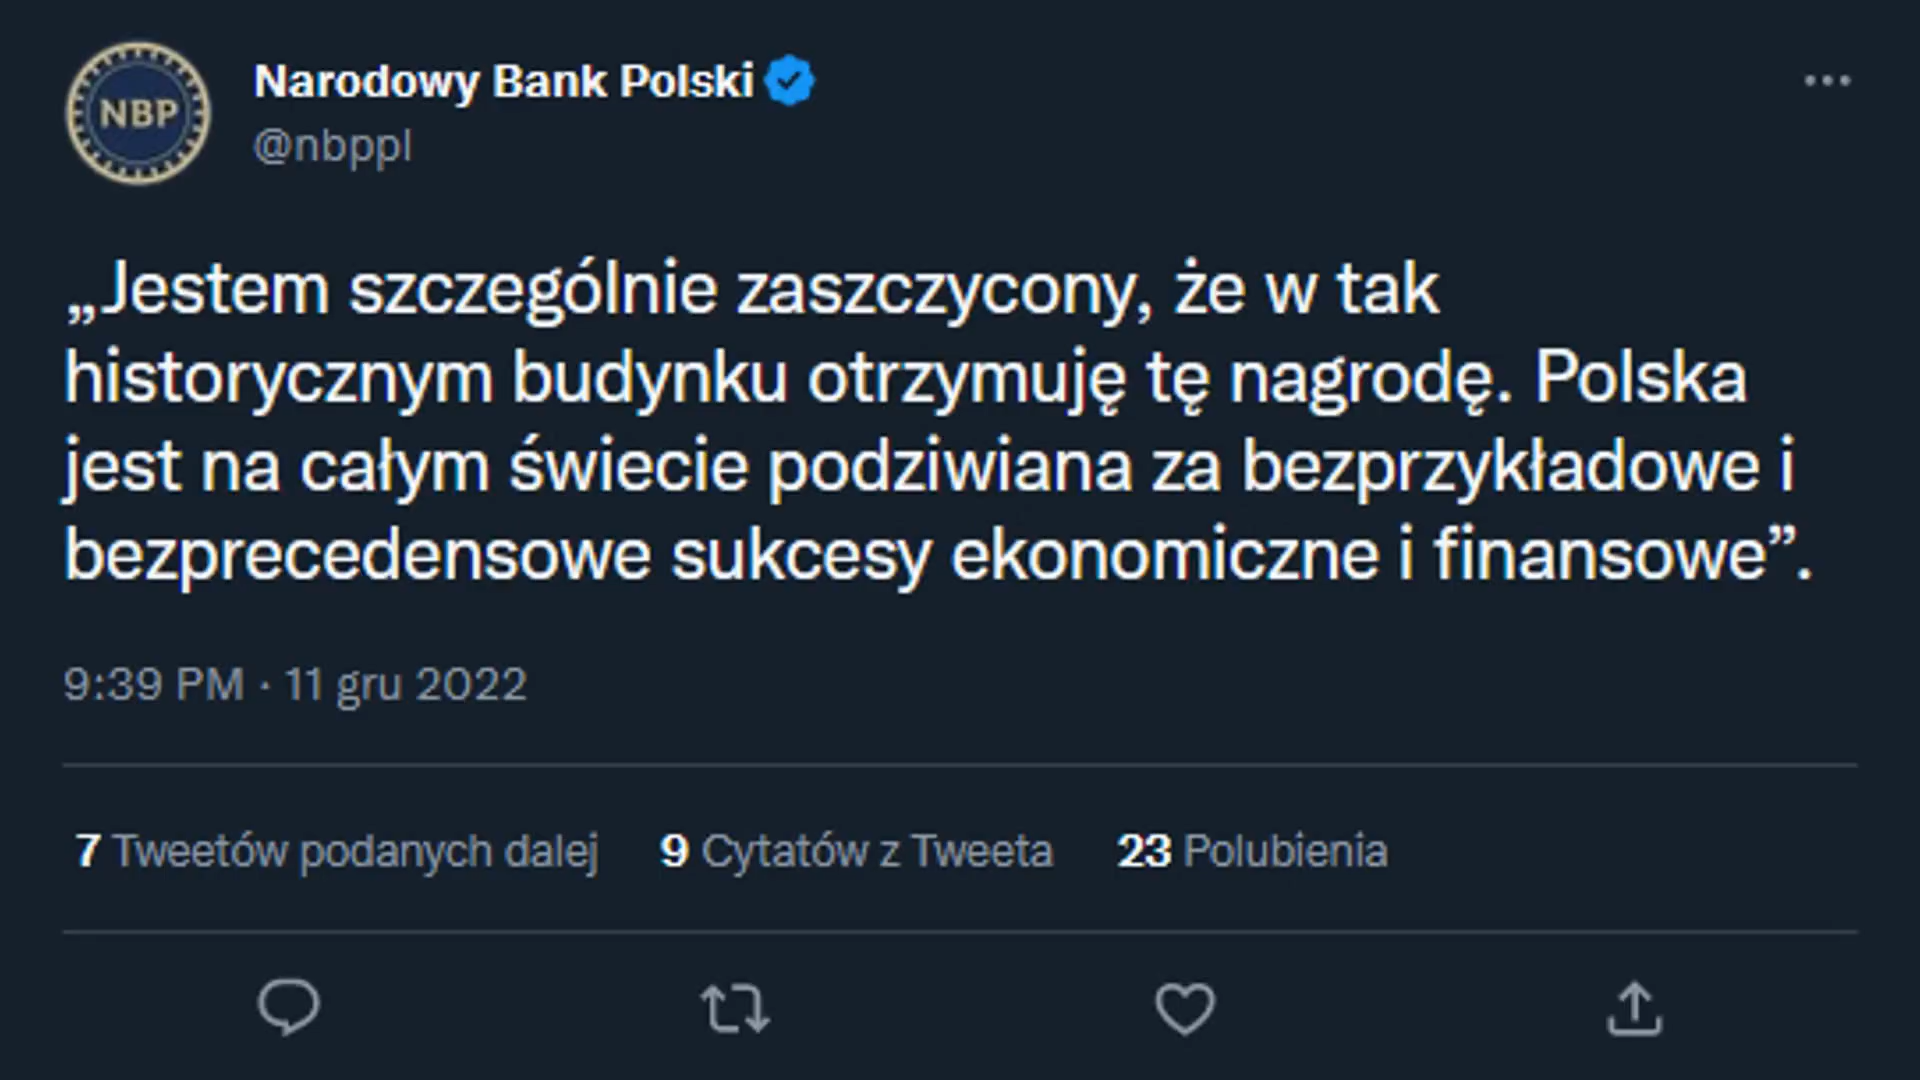 NBP
Narodowy Bank Polski
@nbppl
„Jestem szczególnie zaszczycony, że w tak
historycznym budynku otrzymuję tę nagrodę. Polska
jest na całym świecie podziwiana za bezprzykładowe i
bezprecedensowe sukcesy ekonomiczne i finansowe”.
9:39 PM · 11 gru 2022
7 Tweetów podanych dalej 9 Cytatów z Tweeta 23 Polubienia